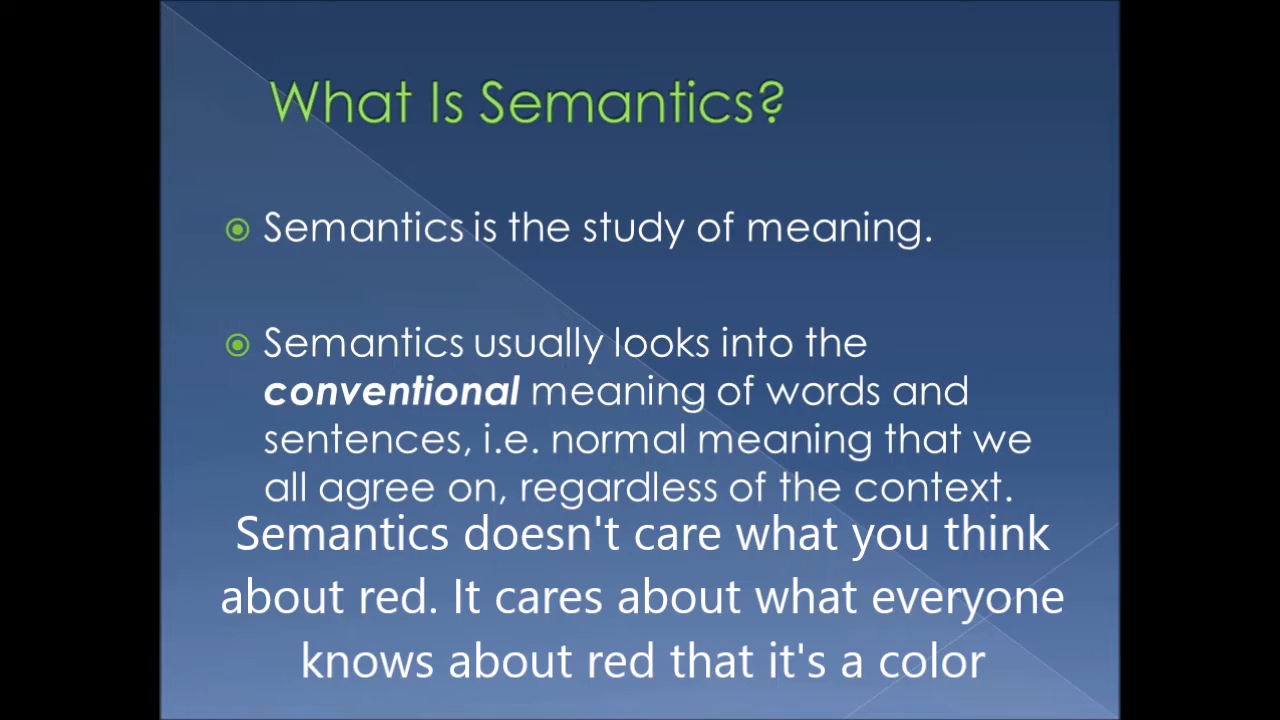 What Is Semantics?
Semantics is the study of meaning.
Semantics usually looks into the
conventional meaning of words and
sentences, i.e. normal meaning that we
all agree on, regardless of the context.
Semantics doesn't care what you think
about red. It cares about what everyone
knows about red that it's a color